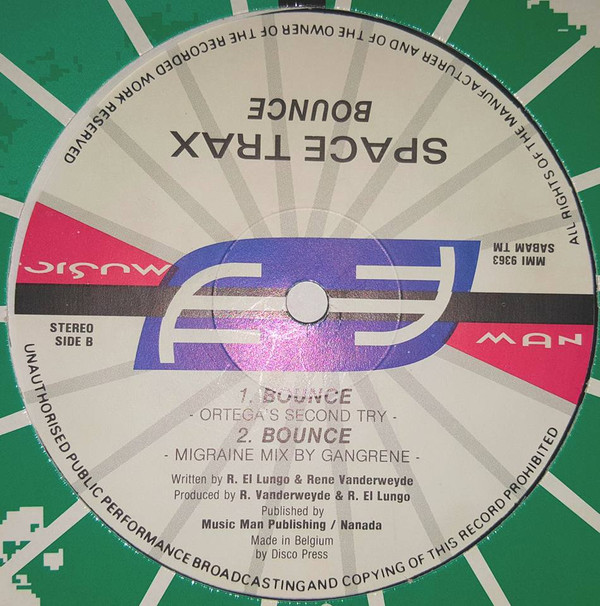 ALL RIGHTS OF THE MANUFACTURER AND OF THE OWNER OF THE RECORDED WORK RESERVED
SPACE TRAX
BOUNCE
MMI 9363
SABAM TM
MUSIC
MAN
STEREO
SIDE B
1. BOUNCE
- ORTEGA'S SECOND TRY -
2. BOUNCE
- MIGRAINE MIX BY GANGRENE -
Written by R. El Lungo & Rene Vanderweyde
Produced by R. Vanderweyde & R. El Lungo
Published by
Music Man Publishing / Nanada
Made in Belgium
by Disco Press
UNAUTHORISED PUBLIC PERFORMANCE BROADCASTING AND COPYING OF THIS RECORD PROHIBITED